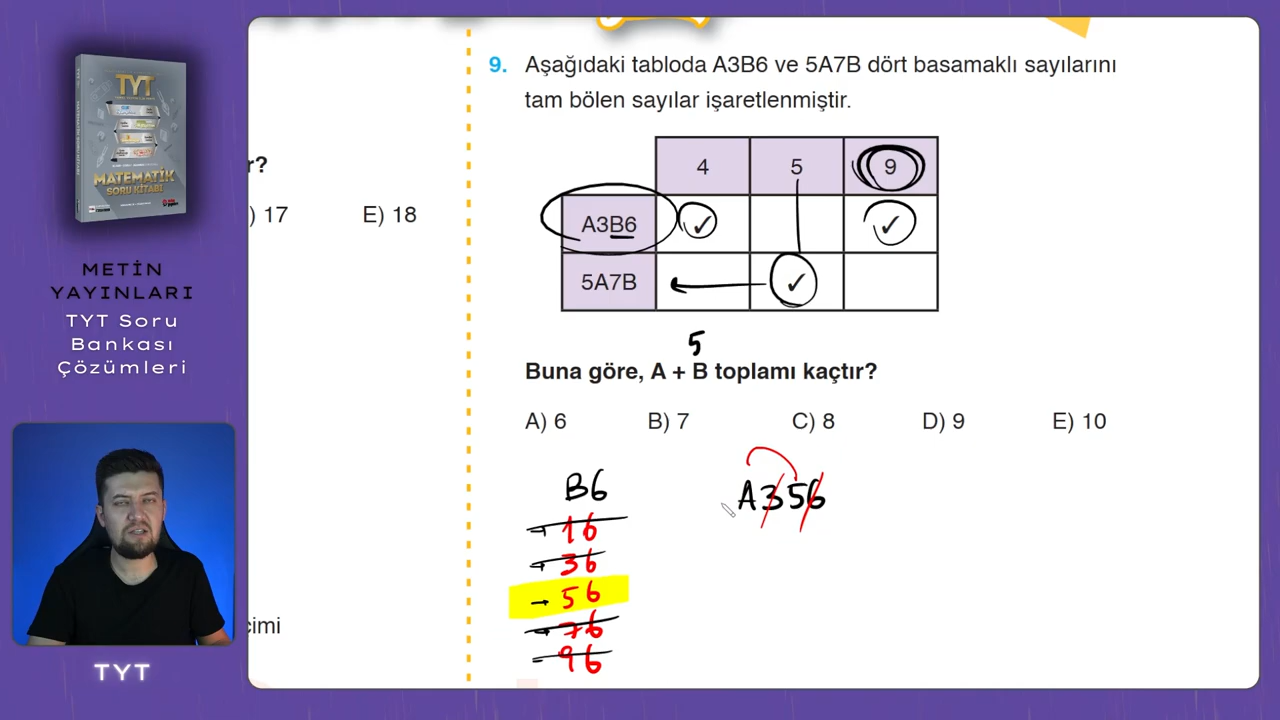 TYT
MATEMATİK
SORU KİTABI
METİN
YAYINLARI
TYT Soru
Bankası
Çözümleri
TYT
r?
) 17
E) 18
cimi
9. Aşağıdaki tabloda A3B6 ve 5A7B dört basamaklı sayılarını
tam bölen sayılar işaretlenmiştir.
4 5 9
A3B6 ✓ ✓
5A7B ✓
5
Buna göre, A + B toplamı kaçtır?
A) 6 B) 7 C) 8 D) 9 E) 10
B6
16
36
56
76
96
A356